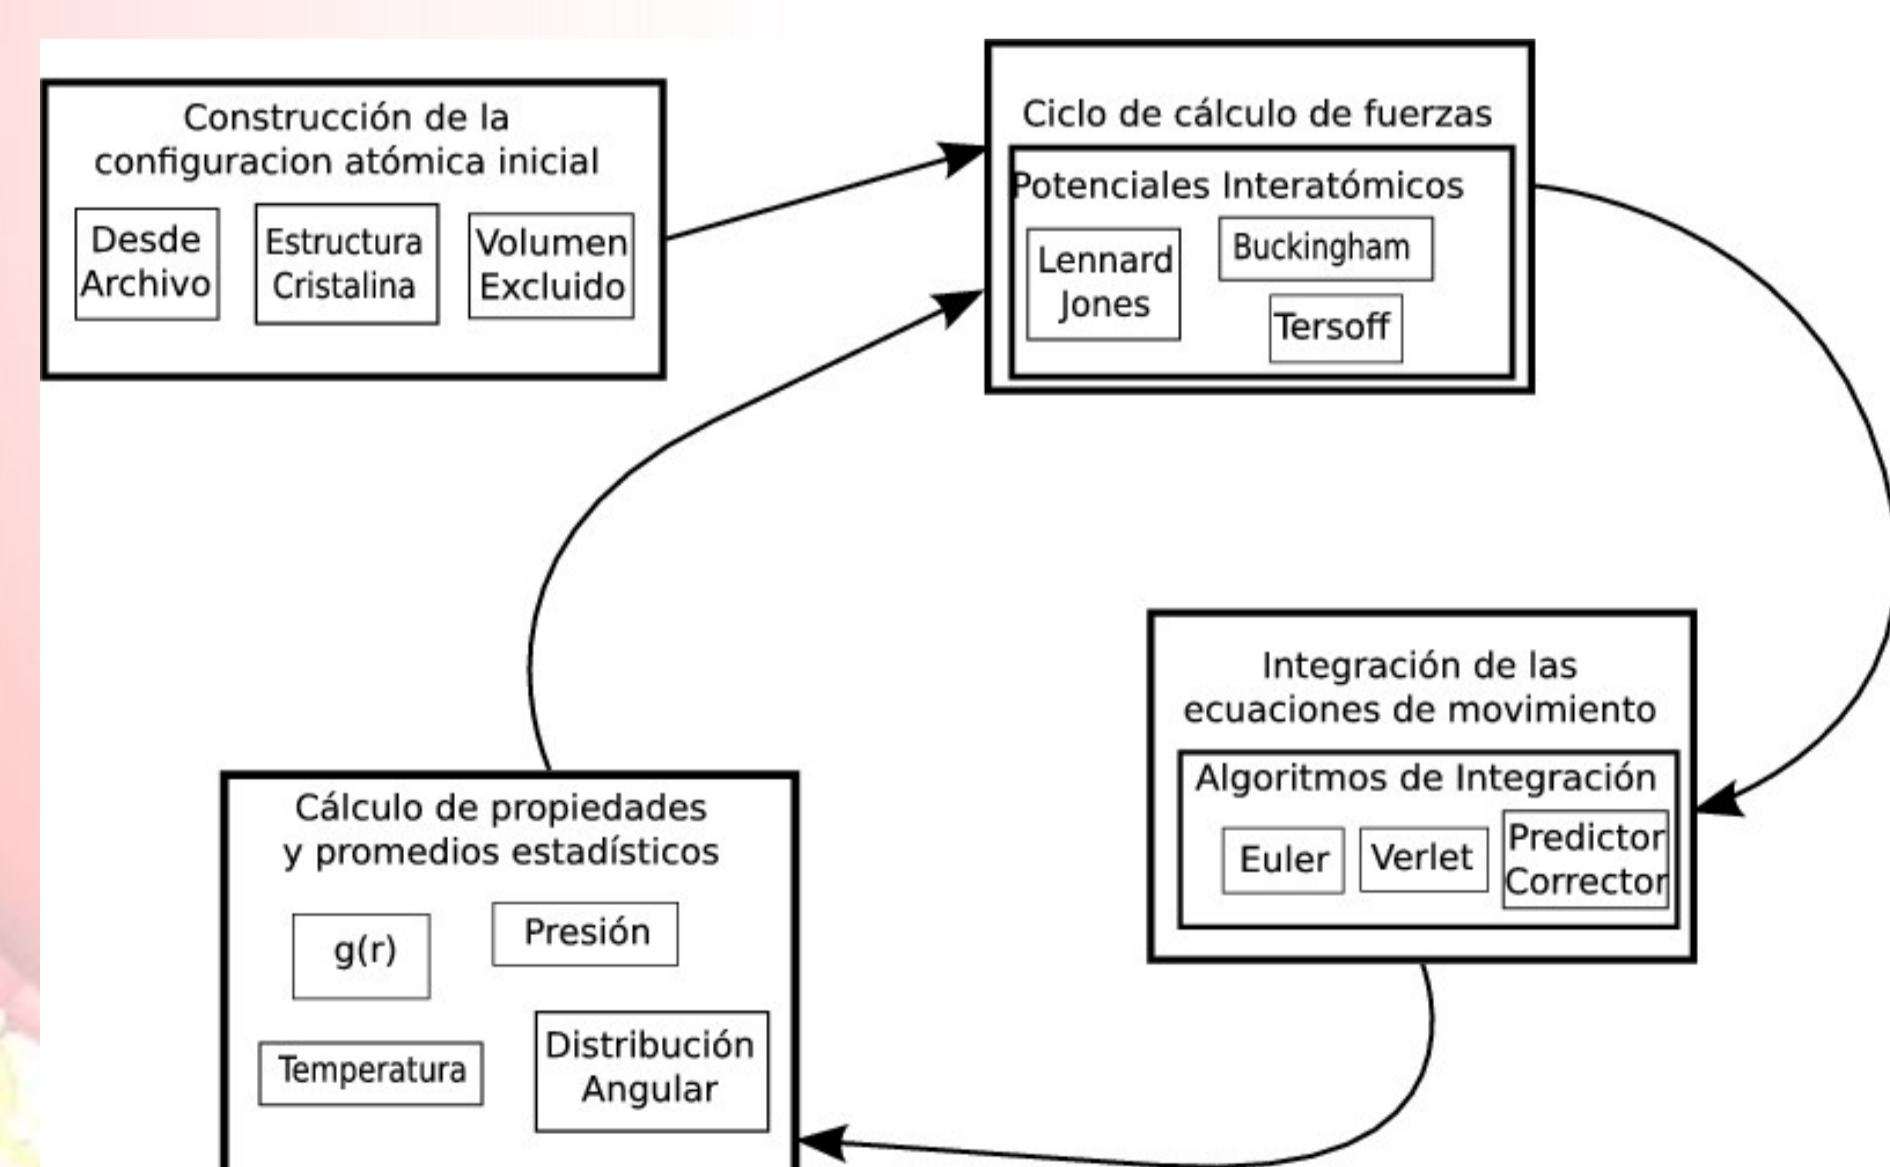 Construcción de la
configuracion atómica inicial
Desde
Archivo
Estructura
Cristalina
Volumen
Excluido
Ciclo de cálculo de fuerzas
Potenciales Interatómicos
Lennard
Jones
Buckingham
Tersoff
Integración de las
ecuaciones de movimiento
Algoritmos de Integración
Euler
Verlet
Predictor
Corrector
Cálculo de propiedades
y promedios estadísticos
g(r)
Presión
Temperatura
Distribución
Angular